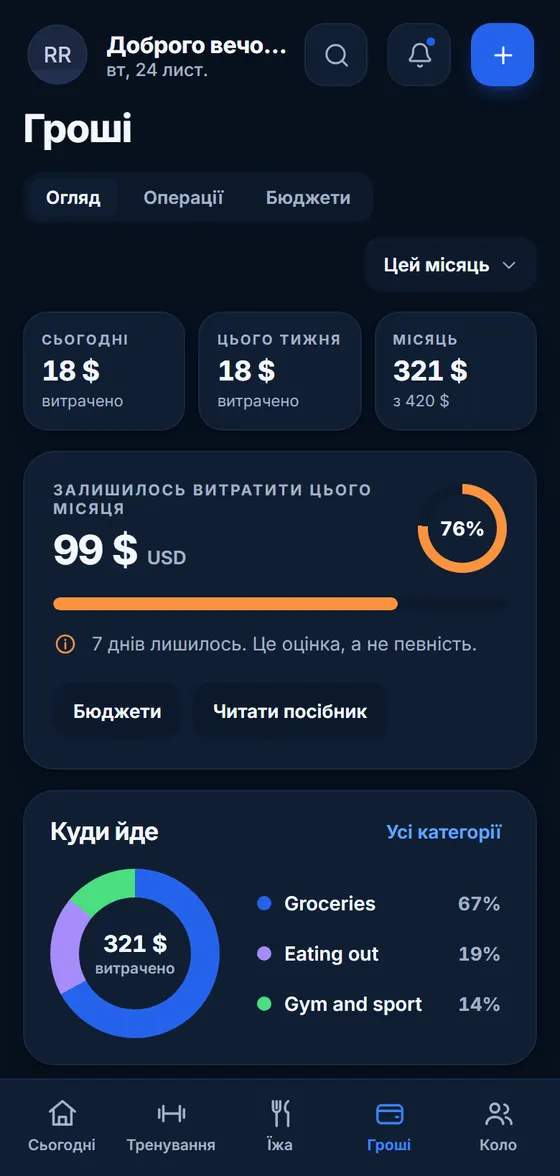 RR
Доброго вечо...
вт, 24 лист.
Гроші
Огляд Операції Бюджети
Цей місяць
СЬОГОДНІ
18 $
витрачено
ЦЬОГО ТИЖНЯ
18 $
витрачено
МІСЯЦЬ
321 $
з 420 $
ЗАЛИШИЛОСЬ ВИТРАТИТИ ЦЬОГО
МІСЯЦЯ
99 $ USD
76%
7 днів лишилось. Це оцінка, а не певність.
Бюджети Читати посібник
Куди йде Усі категорії
321 $
витрачено
Groceries 67%
Eating out 19%
Gym and sport 14%
Сьогодні Тренування Їжа Гроші Коло